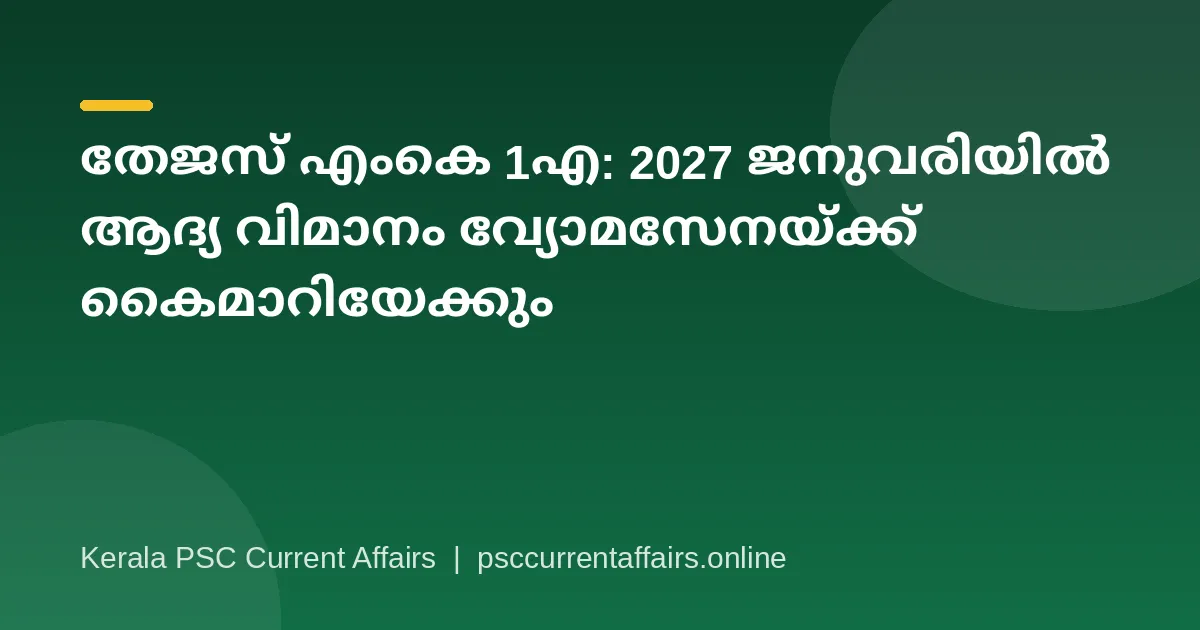 തേജസ് എംകെ 1എ: 2027 ജനുവരിയിൽ
ആദ്യ വിമാനം വ്യോമസേനയ്ക്ക്
കൈമാറിയേക്കും
Kerala PSC Current Affairs | psccurrentaffairs.online